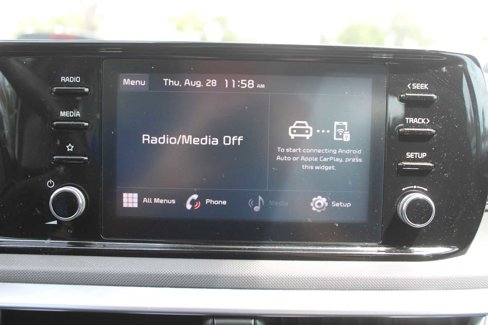 RADIO
MEDIA
Menu
Thu, Aug. 28 11:58 AM
Radio/Media Off
To start connecting Android
Auto or Apple CarPlay, press
this widget.
All Menus
Phone
Media
Setup
< SEEK
TRACK >
SETUP